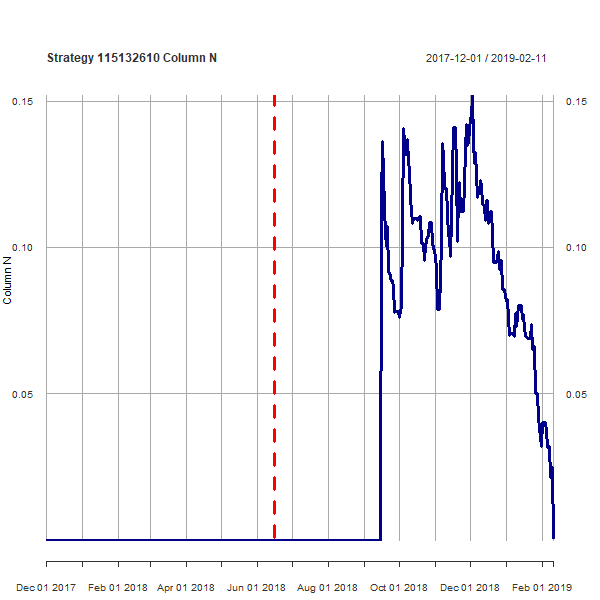 Strategy 115132610 Column N
2017-12-01 / 2019-02-11
0.15
0.15
0.10
0.10
Column N
0.05
0.05
Dec 01 2017
Feb 01 2018
Apr 01 2018
Jun 01 2018
Aug 01 2018
Oct 01 2018
Dec 01 2018
Feb 01 2019